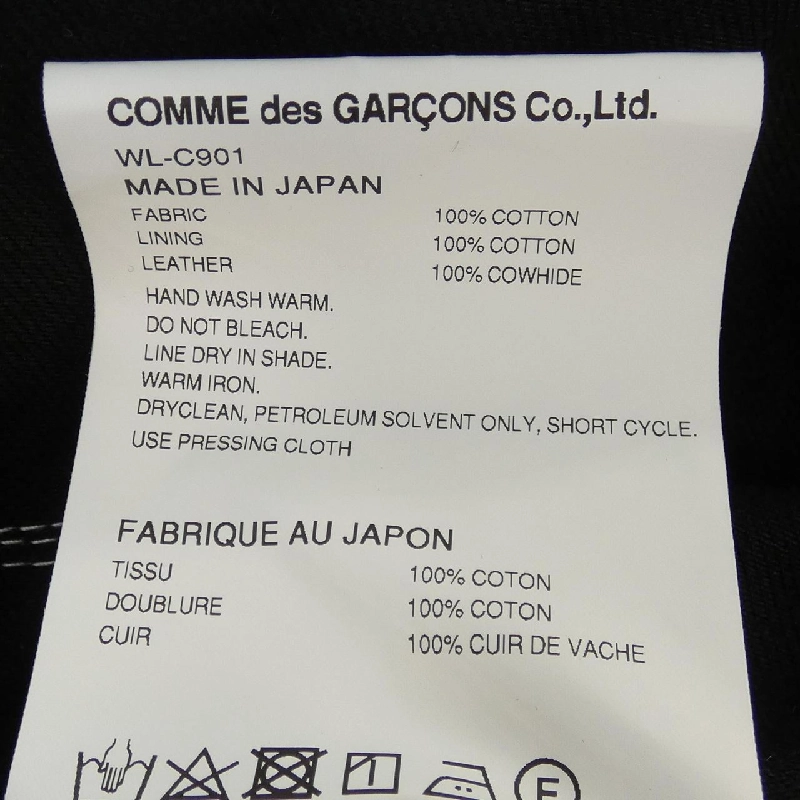 COMME des GARÇONS Co.,Ltd.
WL-C901
MADE IN JAPAN
FABRIC 100% COTTON
LINING 100% COTTON
LEATHER 100% COWHIDE
HAND WASH WARM.
DO NOT BLEACH.
LINE DRY IN SHADE.
WARM IRON.
DRYCLEAN, PETROLEUM SOLVENT ONLY, SHORT CYCLE.
USE PRESSING CLOTH
FABRIQUE AU JAPON
TISSU 100% COTON
DOUBLURE 100% COTON
CUIR 100% CUIR DE VACHE
F